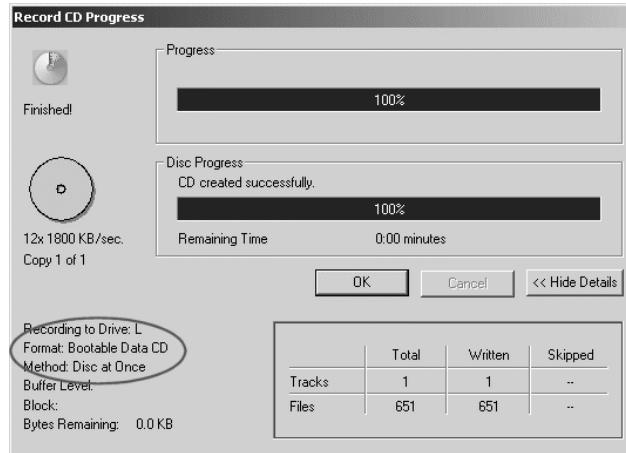 Record CD Progress
Progress
100%
Finished!
Disc Progress
CD created successfully.
100%
12x 1800 KB/sec.
Remaining Time 0:00 minutes
Copy 1 of 1
OK Cancel << Hide Details
Recording to Drive: L
Format: Bootable Data CD
Method: Disc at Once
Buffer Level:
Block:
Bytes Remaining: 0.0 KB
Total Written Skipped
Tracks 1 1 --
Files 651 651 --